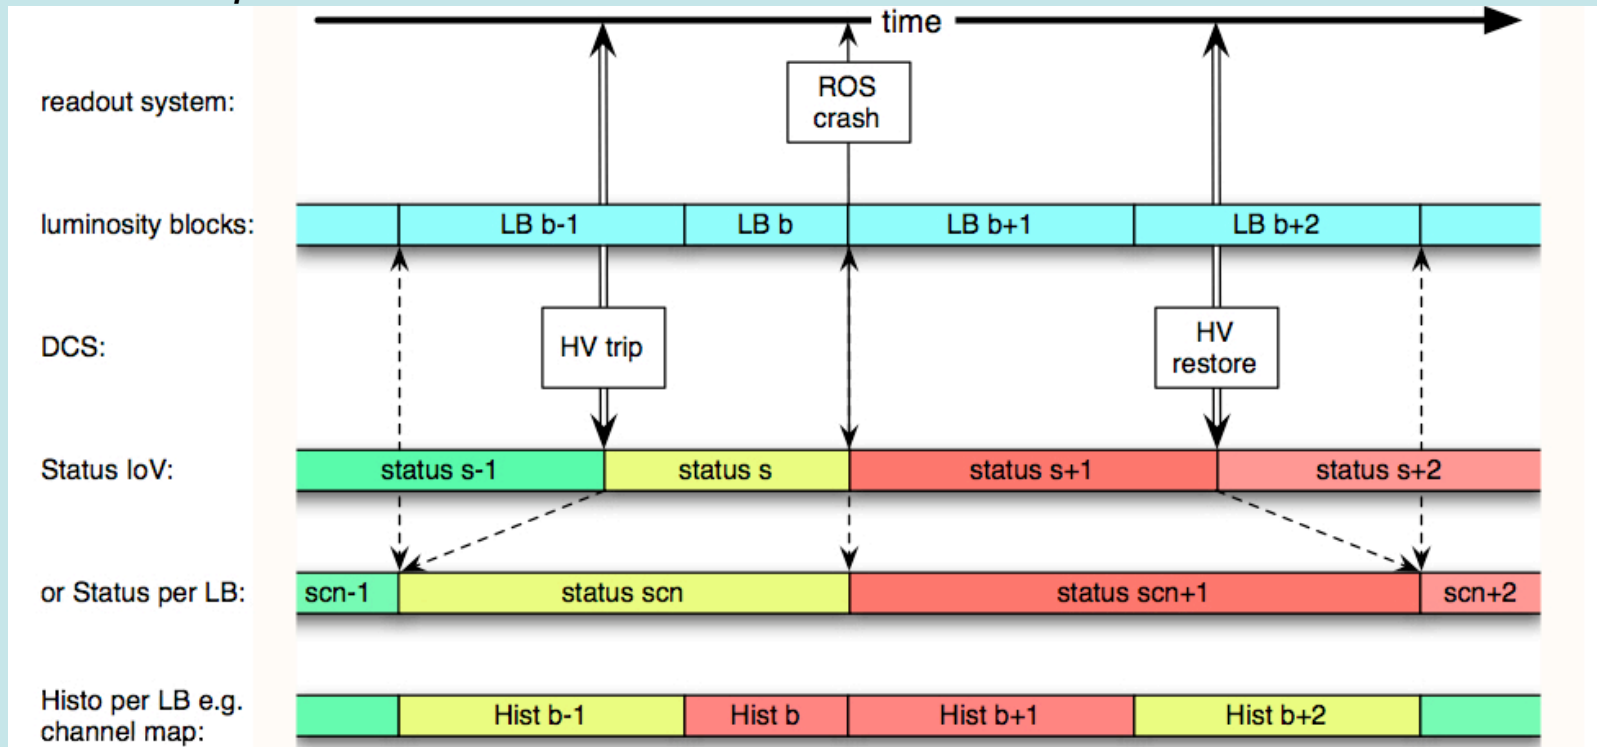 time
readout system:
ROS
crash
luminosity blocks:
LB b-1
LB b
LB b+1
LB b+2
DCS:
HV trip
HV
restore
Status IoV:
status s-1
status s
status s+1
status s+2
or Status per LB:
scn-1
status scn
status scn+1
scn+2
Histo per LB e.g.
channel map:
Hist b-1
Hist b
Hist b+1
Hist b+2